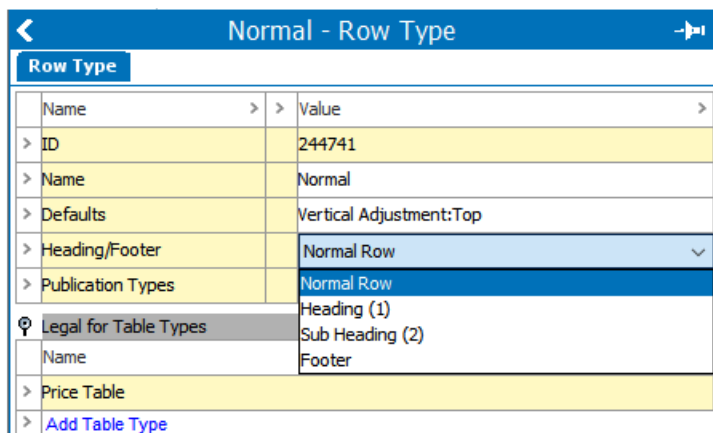 Normal - Row Type
Row Type
Name > > Value >
> ID 244741
> Name Normal
> Defaults Vertical Adjustment:Top
> Heading/Footer Normal Row
> Publication Types Normal Row
Heading (1)
Legal for Table Types Sub Heading (2)
Name Footer
> Price Table
> Add Table Type